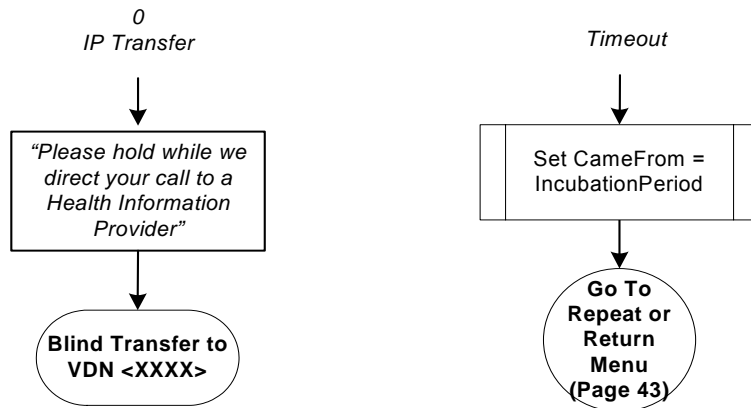 0
IP Transfer
“Please hold while we
direct your call to a
Health Information
Provider”
Blind Transfer to
VDN <XXXX>
Timeout
Set CameFrom =
IncubationPeriod
Go To
Repeat or
Return
Menu
(Page 43)